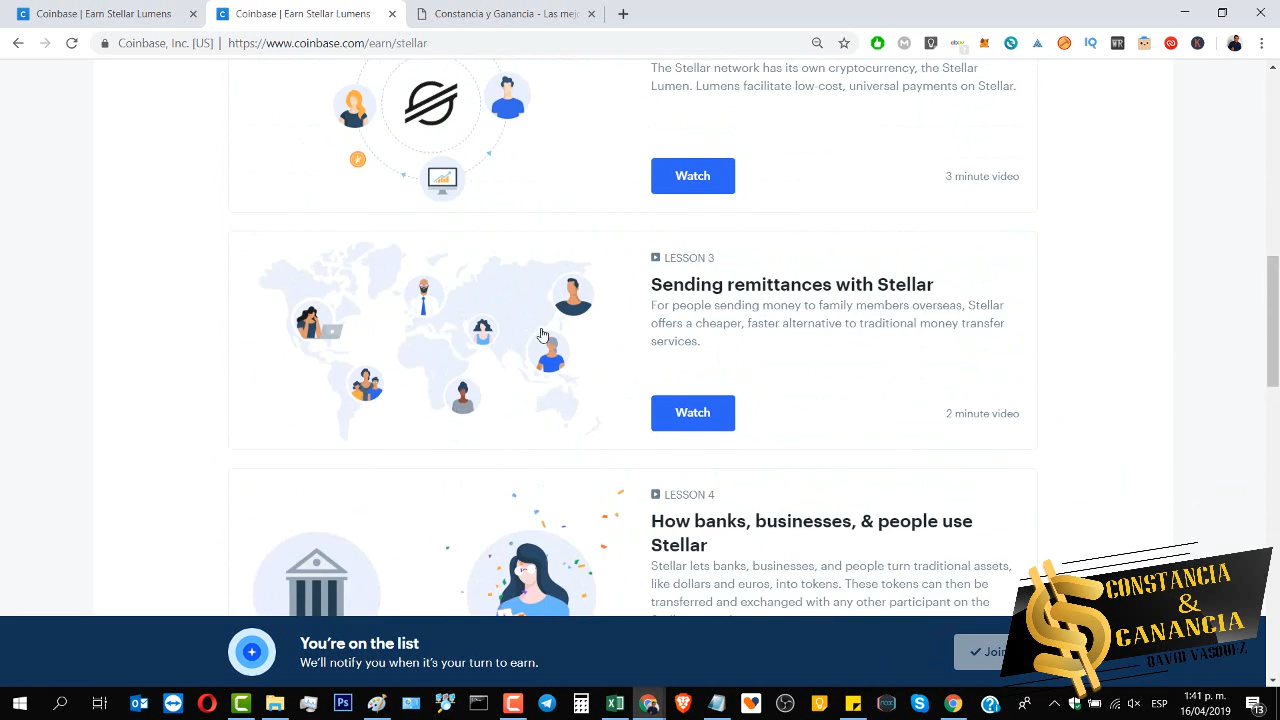 Coinbase | Earn Stellar Lumens
Coinbase | Earn Stellar Lumens
Constancia y Ganancia - Las mejo
Coinbase, Inc. [US] | https://www.coinbase.com/earn/stellar
The Stellar network has its own cryptocurrency, the Stellar
Lumen. Lumens facilitate low-cost, universal payments on Stellar.
Watch
3 minute video
LESSON 3
Sending remittances with Stellar
For people sending money to family members overseas, Stellar
offers a cheaper, faster alternative to traditional money transfer
services.
Watch
2 minute video
LESSON 4
How banks, businesses, & people use
Stellar
Stellar lets banks, businesses, and people turn traditional assets,
like dollars and euros, into tokens. These tokens can then be
transferred and exchanged with any other participant on the
You're on the list
We'll notify you when it's your turn to earn.
CONSTANCIA
&
GANANCIA
DAVID VASQUEZ
ESP
1:41 p. m.
16/04/2019